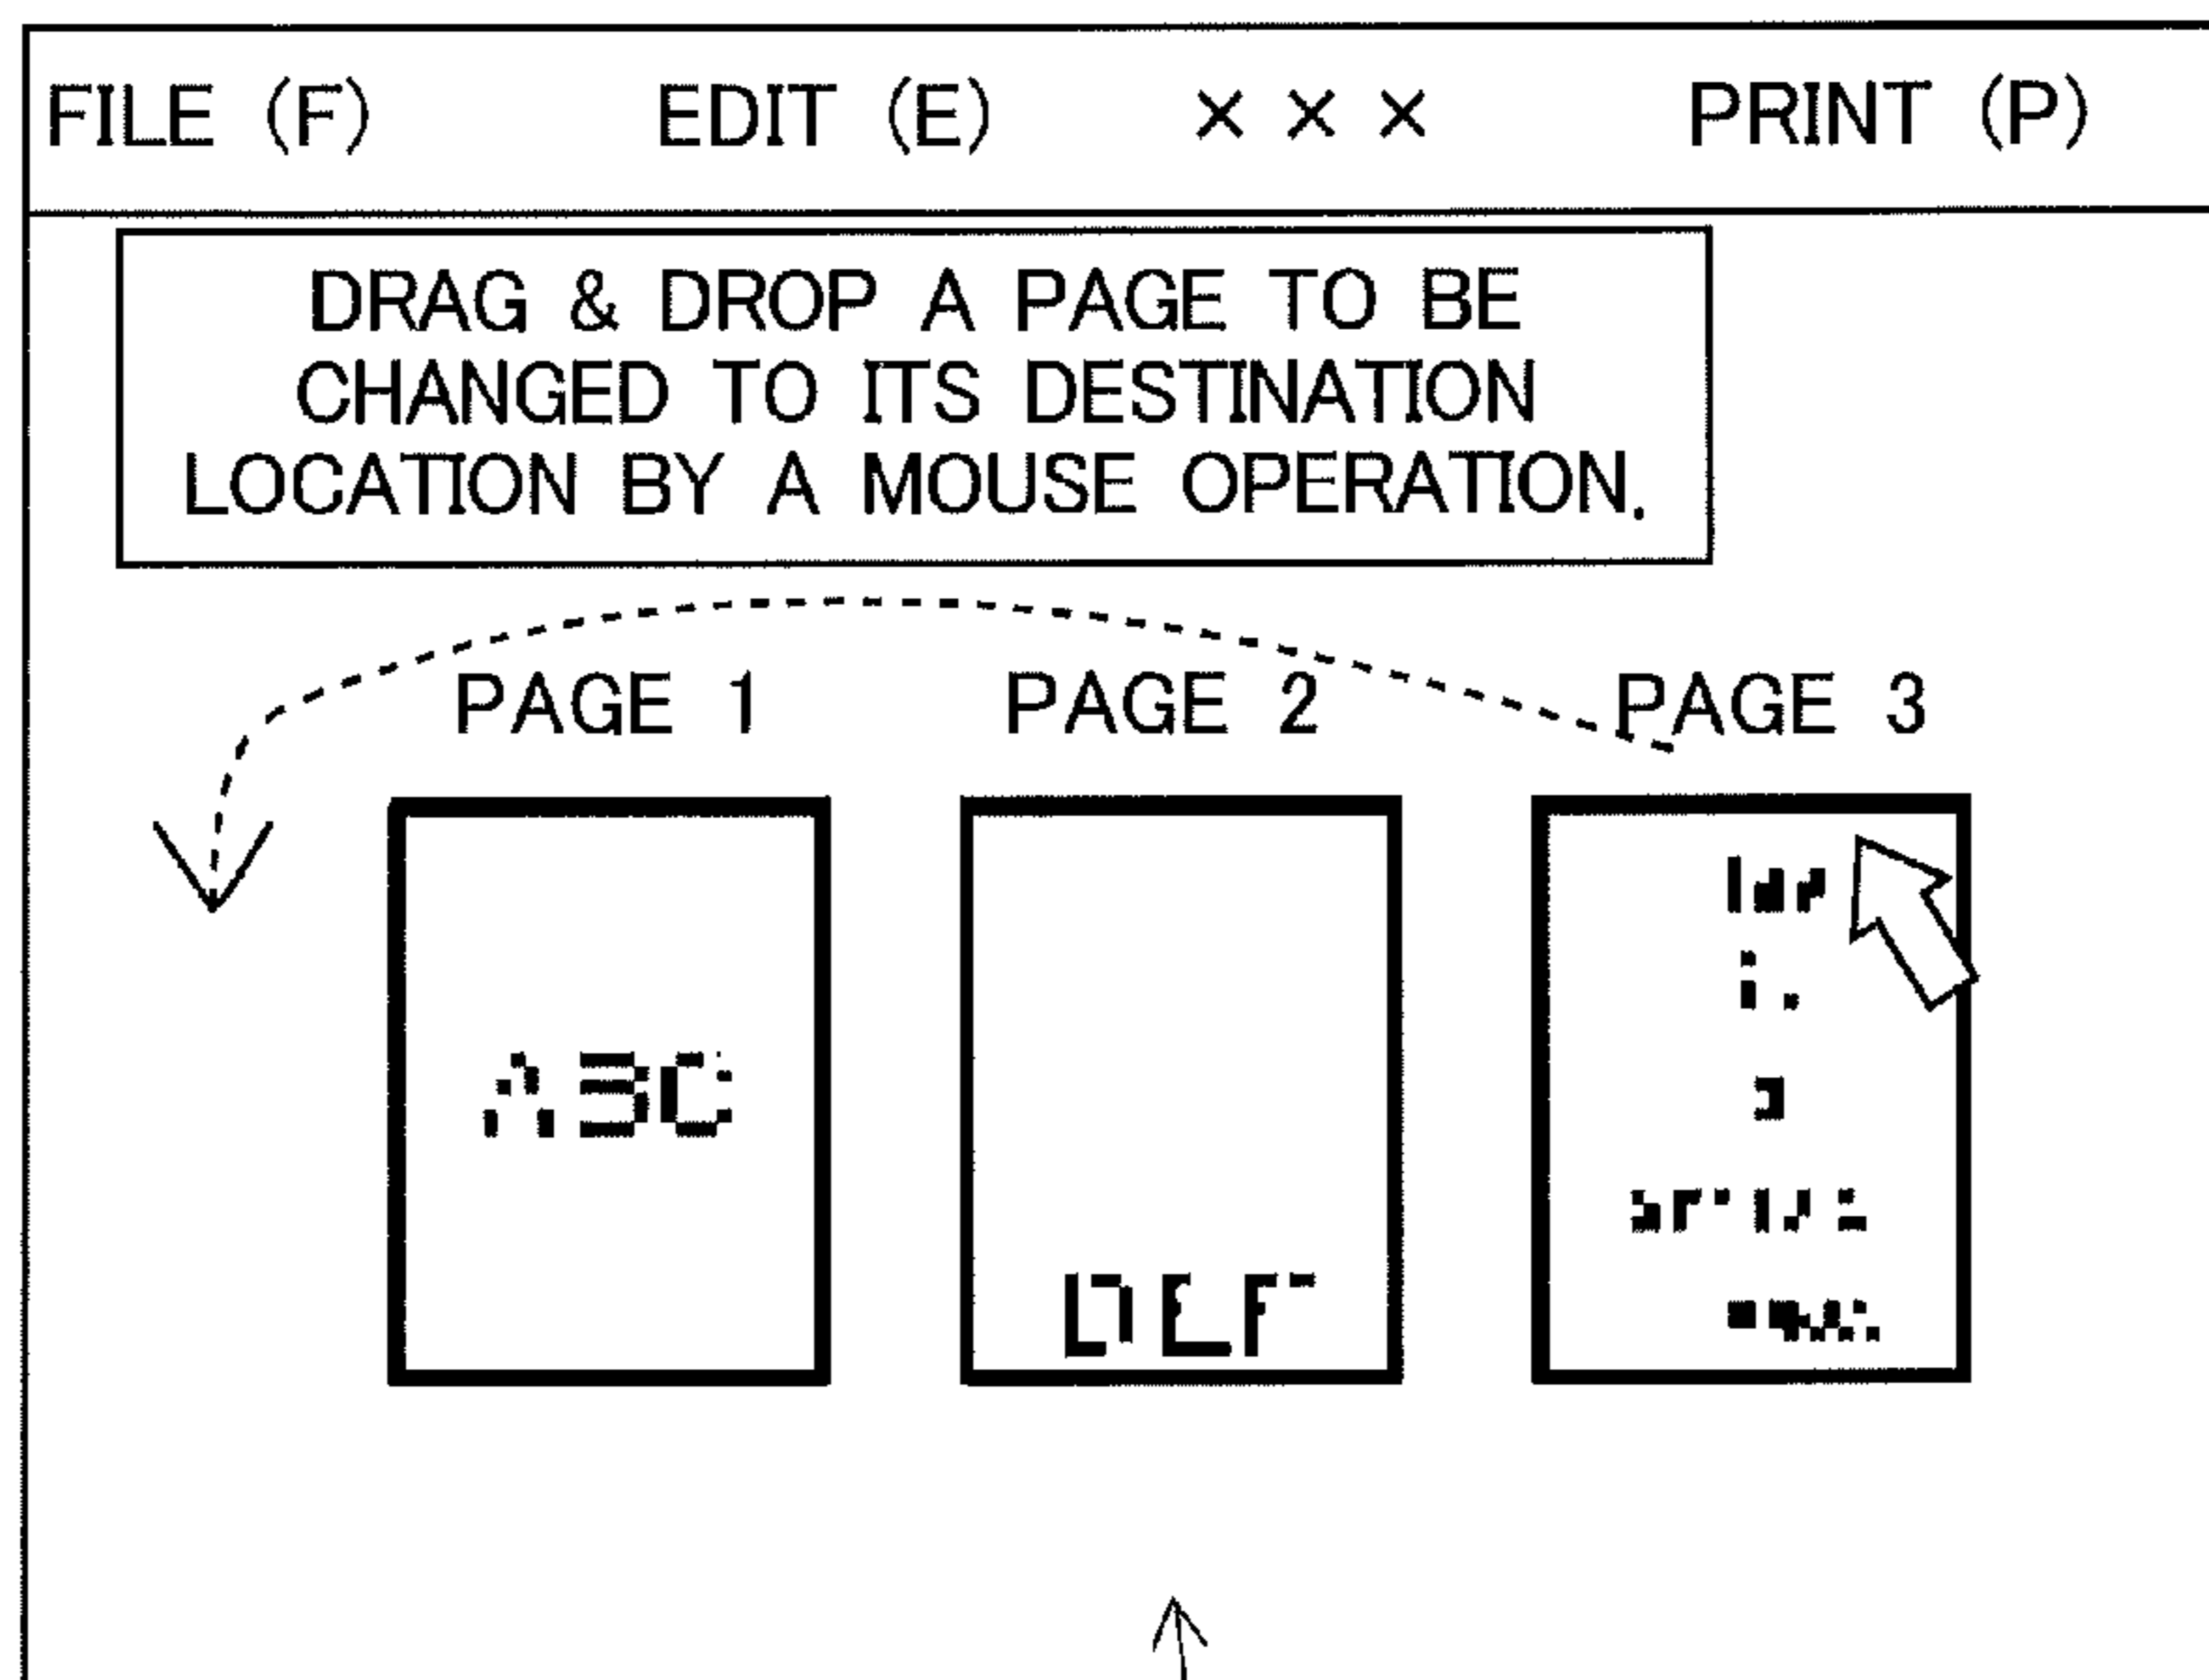 FILE (F) EDIT (E) × × × PRINT (P)
DRAG & DROP A PAGE TO BE
CHANGED TO ITS DESTINATION
LOCATION BY A MOUSE OPERATION.
PAGE 1 PAGE 2 PAGE 3
ABC
DEF